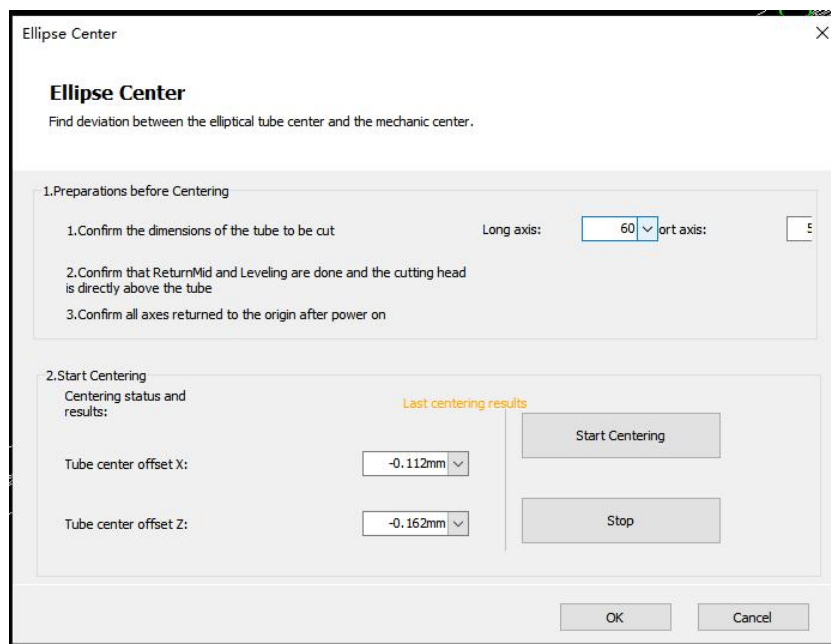 Ellipse Center
Ellipse Center
Find deviation between the elliptical tube center and the mechanic center.
1.Preparations before Centering
1.Confirm the dimensions of the tube to be cut
Long axis:
60
ort axis:
2.Confirm that ReturnMid and Leveling are done and the cutting head
is directly above the tube
3.Confirm all axes returned to the origin after power on
2.Start Centering
Centering status and
results:
Last centering results
Start Centering
Tube center offset X:
-0.112mm
Tube center offset Z:
-0.162mm
Stop
OK
Cancel